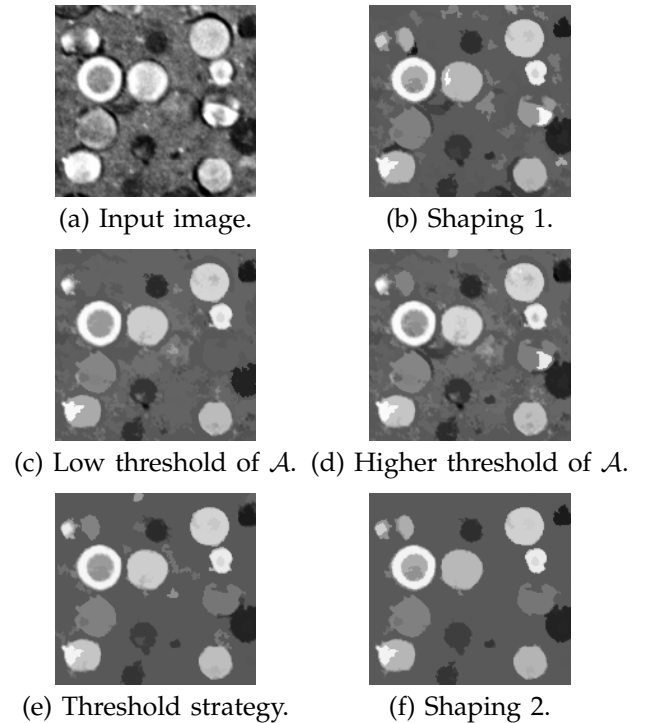 (a) Input image.
(b) Shaping 1.
(c) Low threshold of 𝒜.
(d) Higher threshold of 𝒜.
(e) Threshold strategy.
(f) Shaping 2.